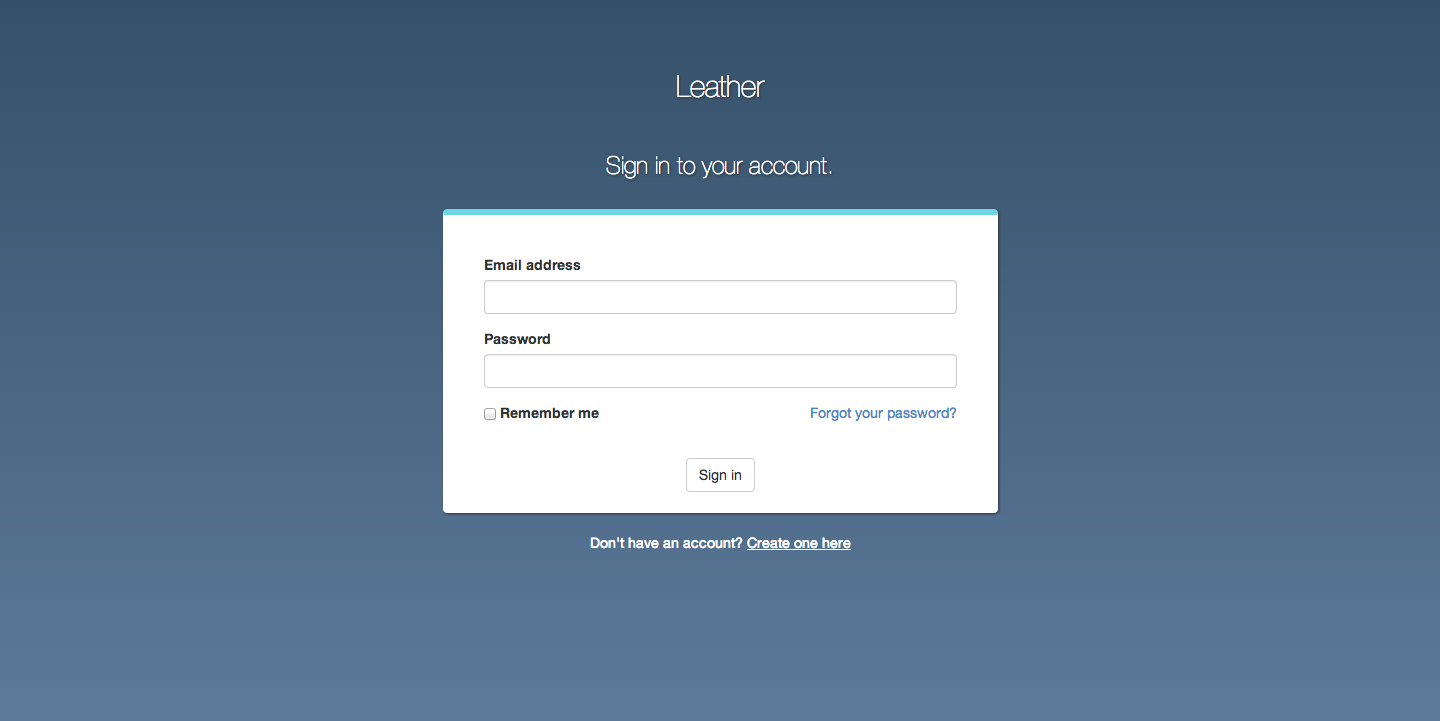 Leather
Sign in to your account.
Email address
Password
Remember me
Forgot your password?
Sign in
Don't have an account? Create one here